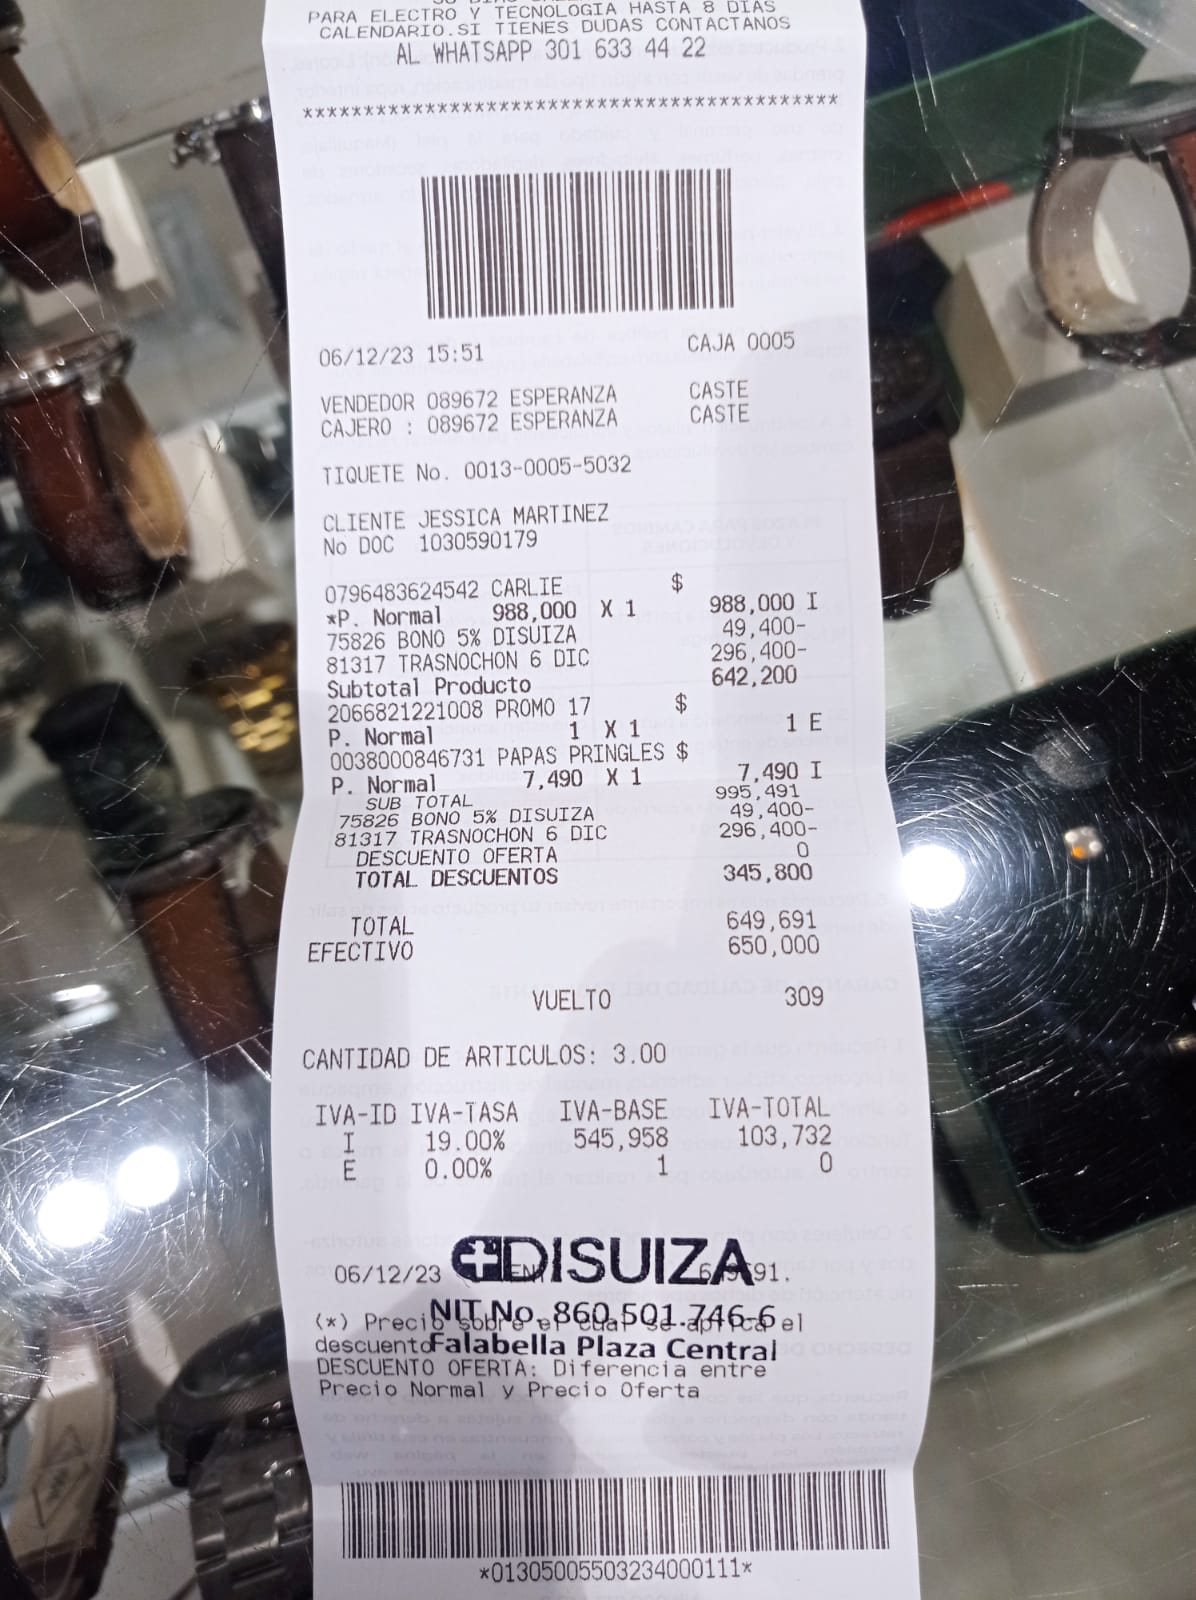 PARA ELECTRO Y TECNOLOGIA HASTA 8 DIAS
CALENDARIO.SI TIENES DUDAS CONTACTANOS
AL WHATSAPP 301 633 44 22
********************************************
06/12/23 15:51 CAJA 0005
VENDEDOR 089672 ESPERANZA CASTE
CAJERO : 089672 ESPERANZA CASTE
TIQUETE No. 0013-0005-5032
CLIENTE JESSICA MARTINEZ
No DOC 1030590179
0796483624542 CARLIE $
*P. Normal 988,000 X 1 988,000 I
75826 BONO 5% DISUIZA 49,400-
81317 TRASNOCHON 6 DIC 296,400-
Subtotal Producto 642,200
2066821221008 PROMO 17 $
P. Normal 1 X 1 1 E
0038000846731 PAPAS PRINGLES $
P. Normal 7,490 X 1 7,490 I
SUB TOTAL 995,491
75826 BONO 5% DISUIZA 49,400-
81317 TRASNOCHON 6 DIC 296,400-
DESCUENTO OFERTA 0
TOTAL DESCUENTOS 345,800
TOTAL 649,691
EFECTIVO 650,000
VUELTO 309
CANTIDAD DE ARTICULOS: 3.00
IVA-ID IVA-TASA IVA-BASE IVA-TOTAL
I 19.00% 545,958 103,732
E 0.00% 1 0
DISUIZA
06/12/23
NIT No. 860.501.746-6
(*) Precio sobre el cual se aplica el
descuento
Falabella Plaza Central
DESCUENTO OFERTA: Diferencia entre
Precio Normal y Precio Oferta
*01305005503234000111*